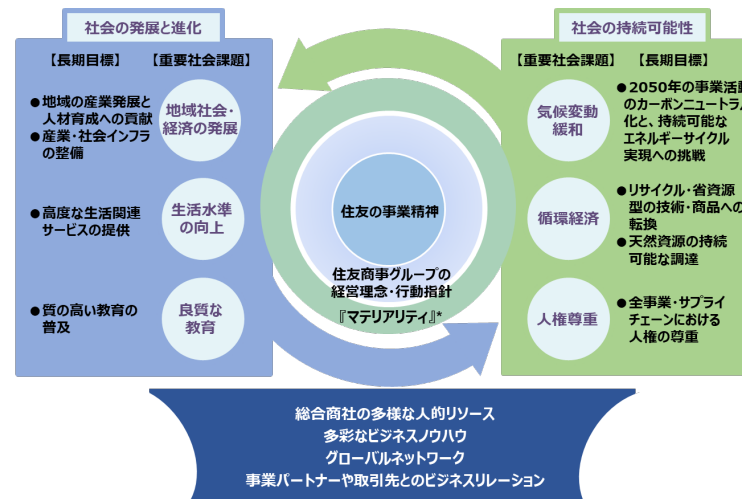 社会の発展と進化
【長期目標】
【重要社会課題】
●地域の産業発展と
人材育成への貢献
●産業・社会インフラ
の整備
地域社会・
経済の発展
●高度な生活関連
サービスの提供
生活水準
の向上
●質の高い教育の
普及
良質な
教育
住友の事業精神
住友商事グループの
経営理念・行動指針
『マテリアリティ』*
社会の持続可能性
【重要社会課題】
【長期目標】
気候変動
緩和
●2050年の事業活動
のカーボンニュートラル
化と、持続可能な
エネルギーサイクル
実現への挑戦
循環経済
●リサイクル・省資源
型の技術・商品への
転換
●天然資源の持続
可能な調達
人権尊重
●全事業・サプライ
チェーンにおける
人権の尊重
総合商社の多様な人的リソース
多彩なビジネスノウハウ
グローバルネットワーク
事業パートナーや取引先とのビジネスリレーション